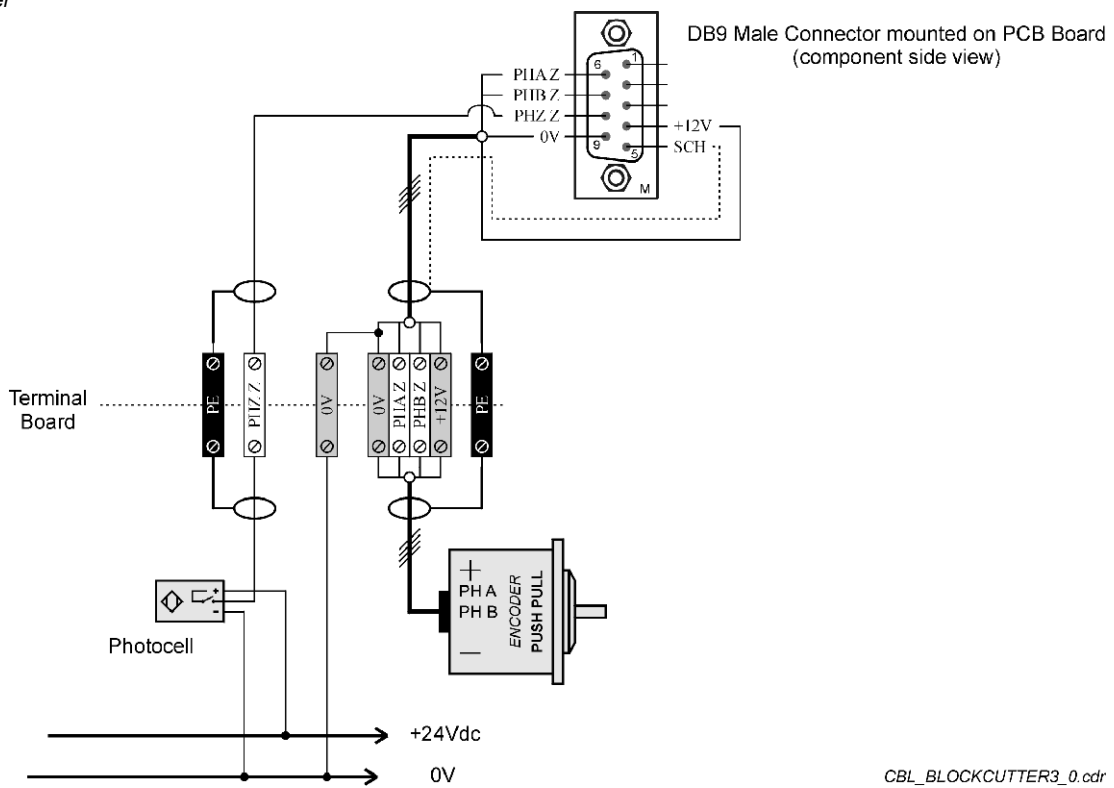 DB9 Male Connector mounted on PCB Board
(component side view)
1
6
PHA Z
PHB Z
PHZ Z
+12V
0V
9
5
SCH
M
Terminal
Board
PE
PHZ Z
0V
0V
PHA Z
PHB Z
+12V
PE
+
-
Photocell
+
PH A
PH B
—
ENCODER
PUSH PULL
+24Vdc
0V
CBL_BLOCKCUTTER3_0.cdr